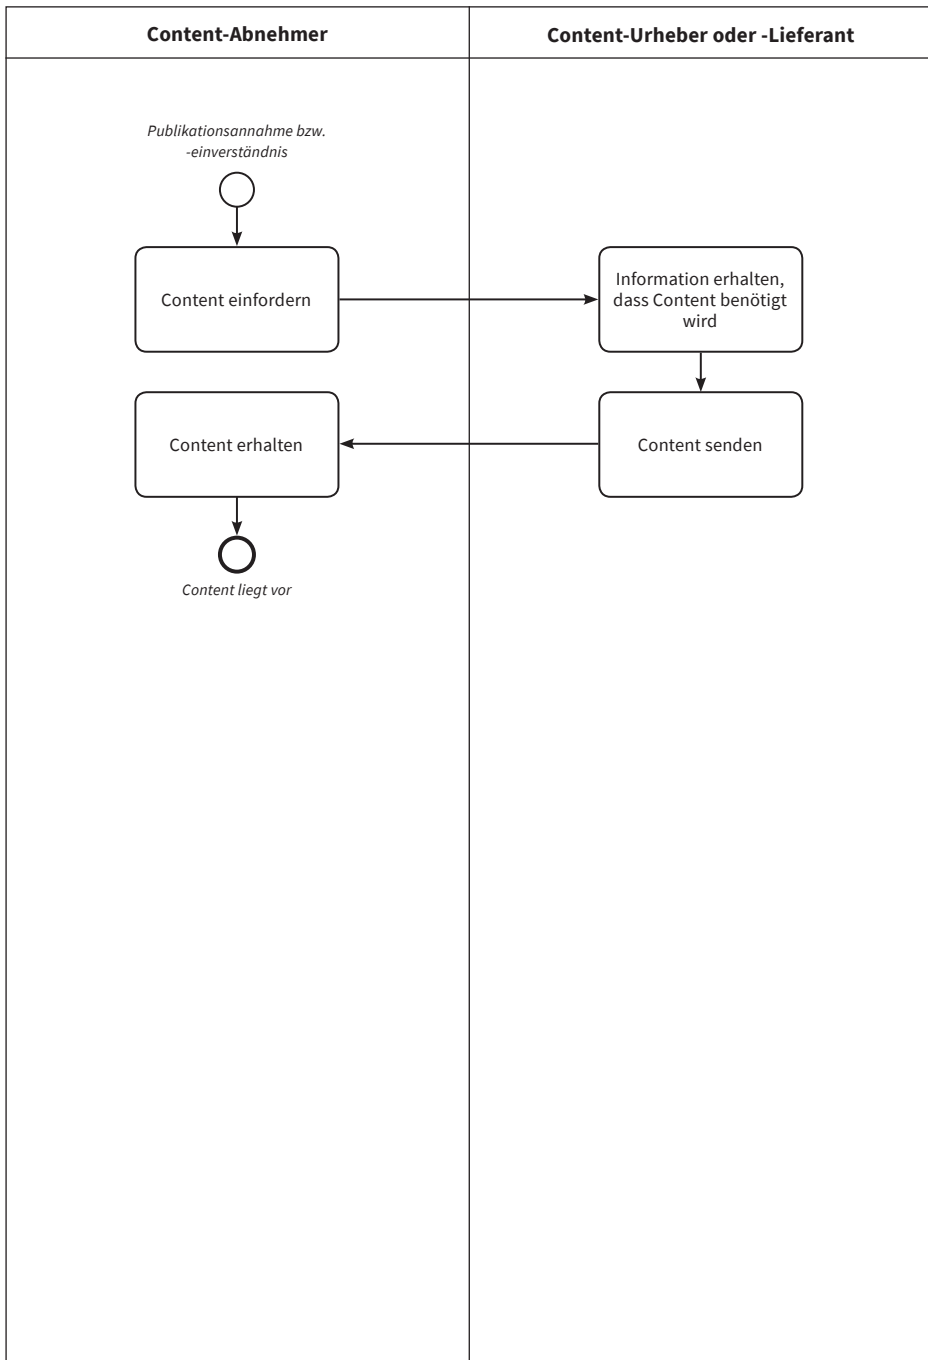 Content-Abnehmer
Content-Urheber oder -Lieferant
Publikationsannahme bzw.
-einverständnis
Content einfordern
Information erhalten,
dass Content benötigt
wird
Content erhalten
Content senden
Content liegt vor